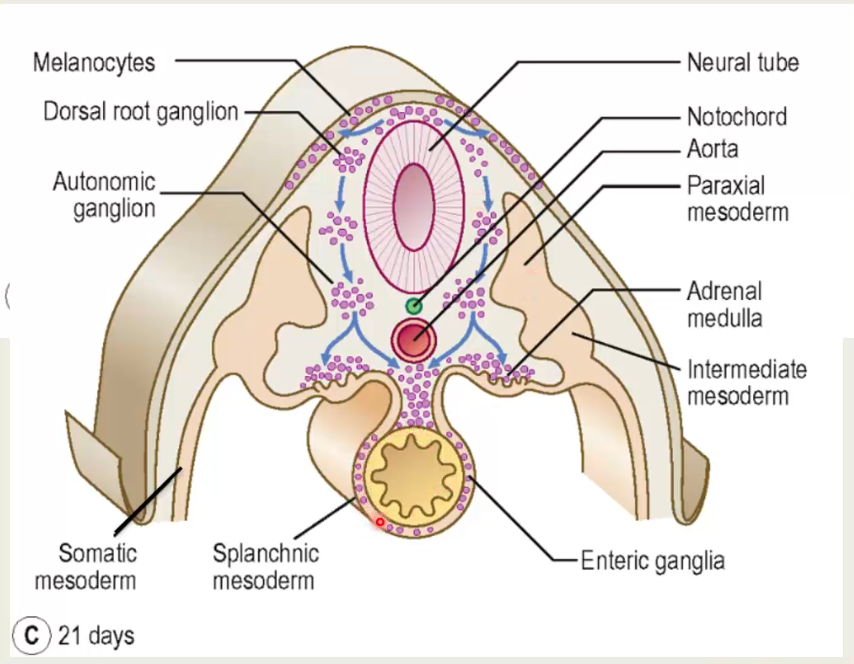 Melanocytes
Dorsal root ganglion
Autonomic
ganglion
Neural tube
Notochord
Aorta
Paraxial
mesoderm
Adrenal
medulla
Intermediate
mesoderm
Somatic
mesoderm
Splanchnic
mesoderm
Enteric ganglia
C 21 days